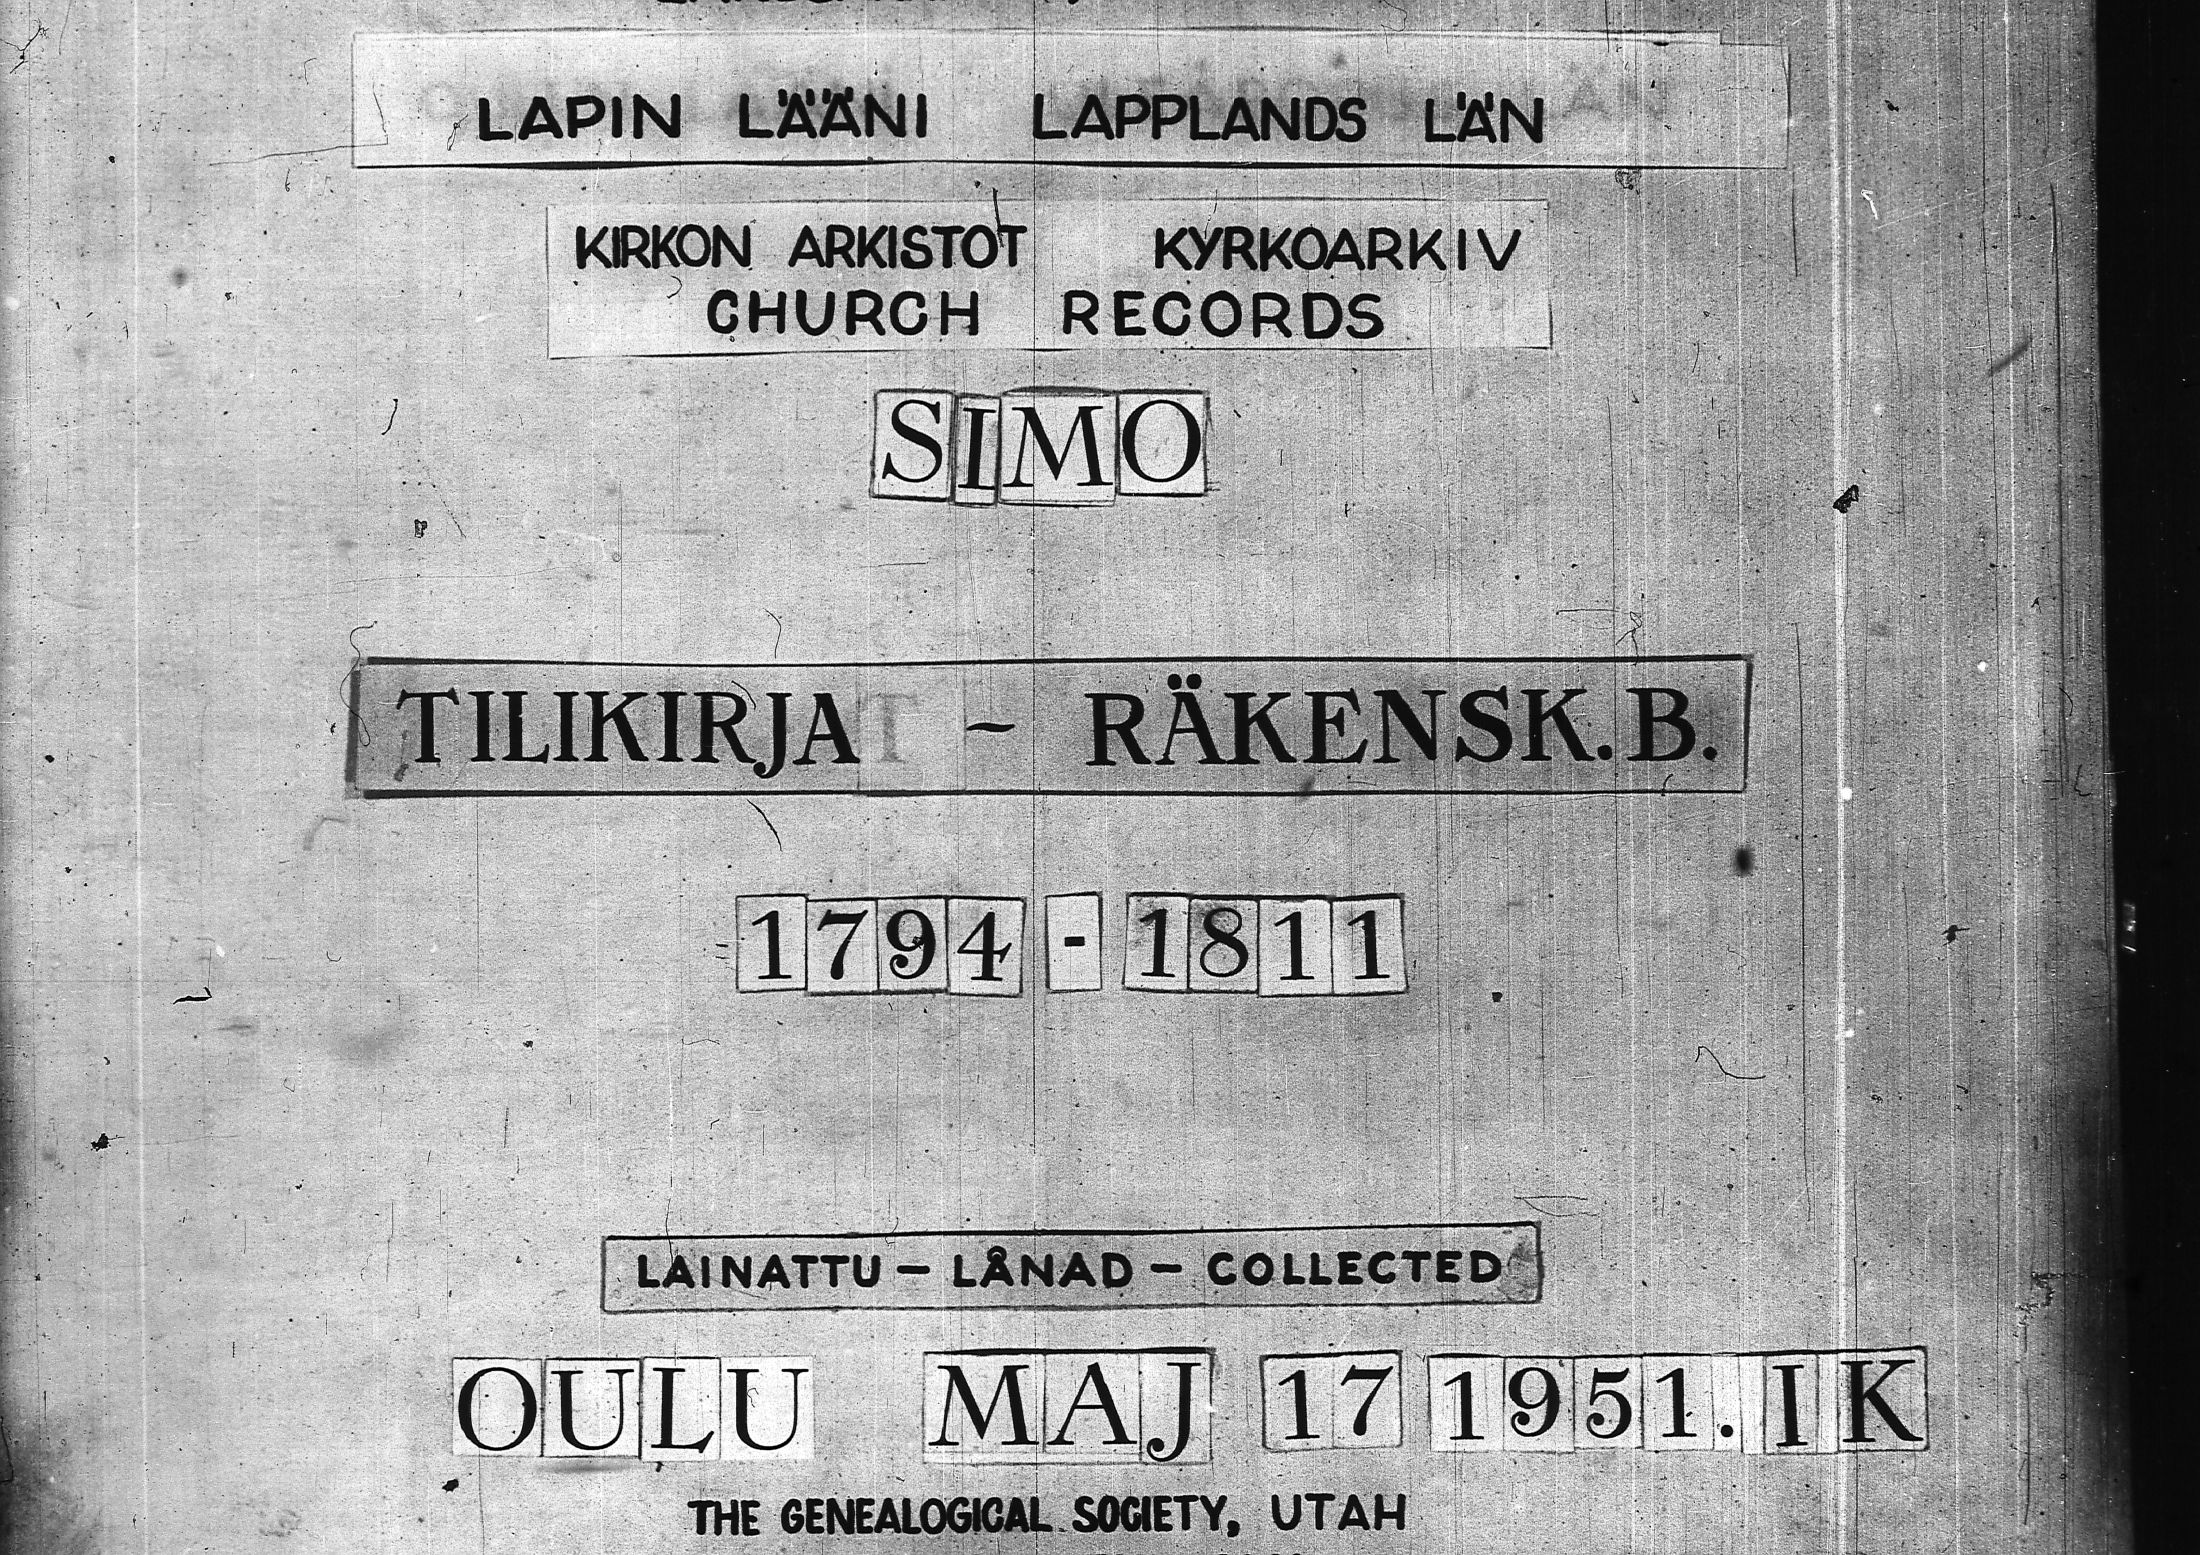 LAPIN LÄÄNI LAPPLANDS LÄN
KIRKON ARKISTOT KYRKOARKIV
CHURCH RECORDS
SIMO
TILIKIRJAT ~ RÄKENSK. B.
1794 - 1811
LAINATTU – LÅNAD – COLLECTED
OULU MAJ 17 1951. IK
THE GENEALOGICAL SOCIETY, UTAH